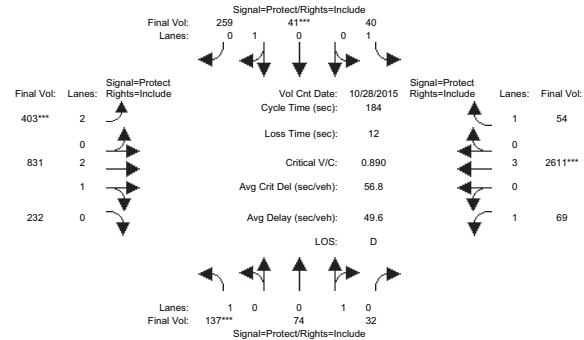 Signal=Protect/Rights=Include
Final Vol: 259 41*** 40
Lanes: 0 1 0 0 1
Signal=Protect
Final Vol: Lanes: Rights=Include
Vol Cnt Date: 10/28/2015
Signal=Protect
Rights=Include Lanes: Final Vol:
Cycle Time (sec): 184
403*** 2
1 54
Loss Time (sec): 12
0
0
831 2
Critical V/C: 0.890
3 2611***
1
Avg Crit Del (sec/veh): 56.8
0
232 0
Avg Delay (sec/veh): 49.6
1 69
LOS: D
Lanes: 1 0 0 1 0
Final Vol: 137*** 74 32
Signal=Protect/Rights=Include